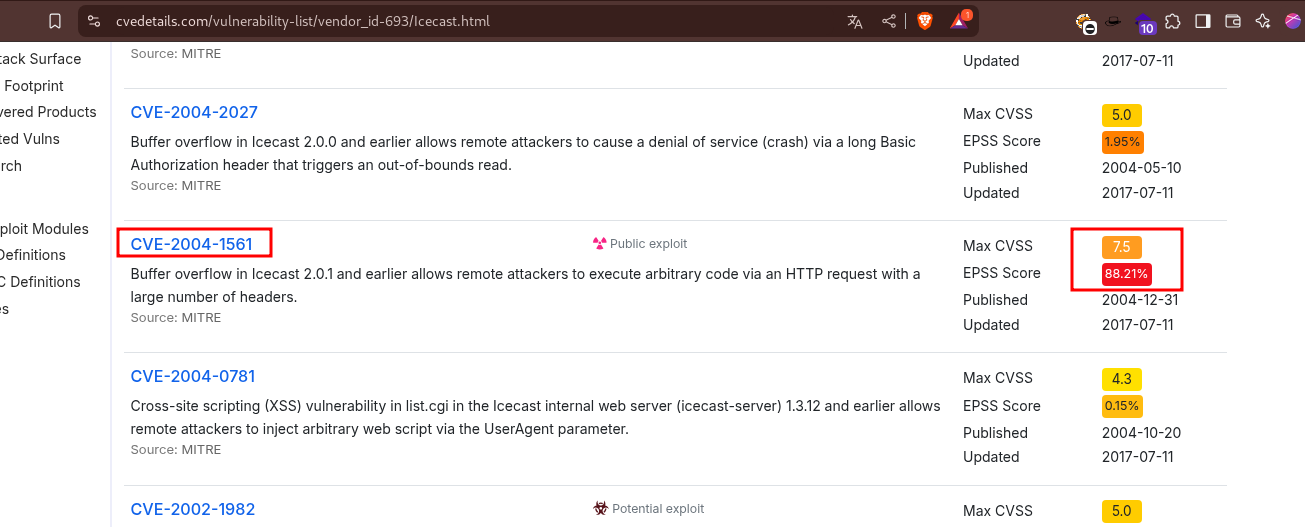 cvedetails.com/vulnerability-list/vendor_id-693/Icecast.html
1
10
tack Surface
Footprint
vered Products
ted Vulns
rch
ploit Modules
Definitions
C Definitions
es
Source: MITRE
Updated 2017-07-11
CVE-2004-2027
Buffer overflow in Icecast 2.0.0 and earlier allows remote attackers to cause a denial of service (crash) via a long Basic
Authorization header that triggers an out-of-bounds read.
Source: MITRE
Max CVSS 5.0
EPSS Score 1.95%
Published 2004-05-10
Updated 2017-07-11
CVE-2004-1561
Public exploit
Buffer overflow in Icecast 2.0.1 and earlier allows remote attackers to execute arbitrary code via an HTTP request with a
large number of headers.
Source: MITRE
Max CVSS 7.5
EPSS Score 88.21%
Published 2004-12-31
Updated 2017-07-11
CVE-2004-0781
Cross-site scripting (XSS) vulnerability in list.cgi in the Icecast internal web server (icecast-server) 1.3.12 and earlier allows
remote attackers to inject arbitrary web script via the UserAgent parameter.
Source: MITRE
Max CVSS 4.3
EPSS Score 0.15%
Published 2004-10-20
Updated 2017-07-11
CVE-2002-1982
Potential exploit
Max CVSS 5.0